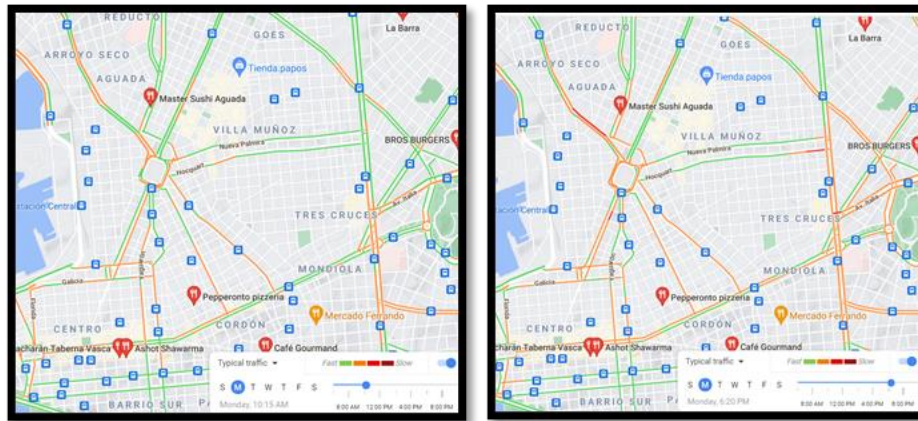 REDUCTO
La Barra
GOES
ARROYO SECO
Tienda papos
AGUADA
Master Sushi Aguada
VILLA MUÑOZ
BROS BURGERS
Nueva Palmira
Hocquart
Estación Central
TRES CRUCES
Av. Italia
MONDIOLA
Galicia
Pepperonto pizzeria
Mercado Ferrando
CENTRO
CORDÓN
acharán-Taberna Vasca
Ashot Shawarma
Café Gourmand
Typical traffic
Fast
Slow
S M T W T F S
Monday, 10:15 AM
8:00 AM 12:00 PM 4:00 PM 8:00 PM
BARRIO SUR
REDUCTO
La Barra
GOES
ARROYO SECO
Tienda papos
AGUADA
Master Sushi Aguada
VILLA MUÑOZ
BROS BURGERS
Nueva Palmira
Hocquart
Estación Central
TRES CRUCES
Av. Italia
MONDIOLA
Galicia
Pepperonto pizzeria
Mercado Ferrando
CENTRO
CORDÓN
charán-Taberna Vasca
Ashot Shawarma
Café Gourmand
Typical traffic
Fast
Slow
S M T W T F S
Monday, 6:20 PM
8:00 AM 12:00 PM 4:00 PM 8:00 PM
BARRIO SUR